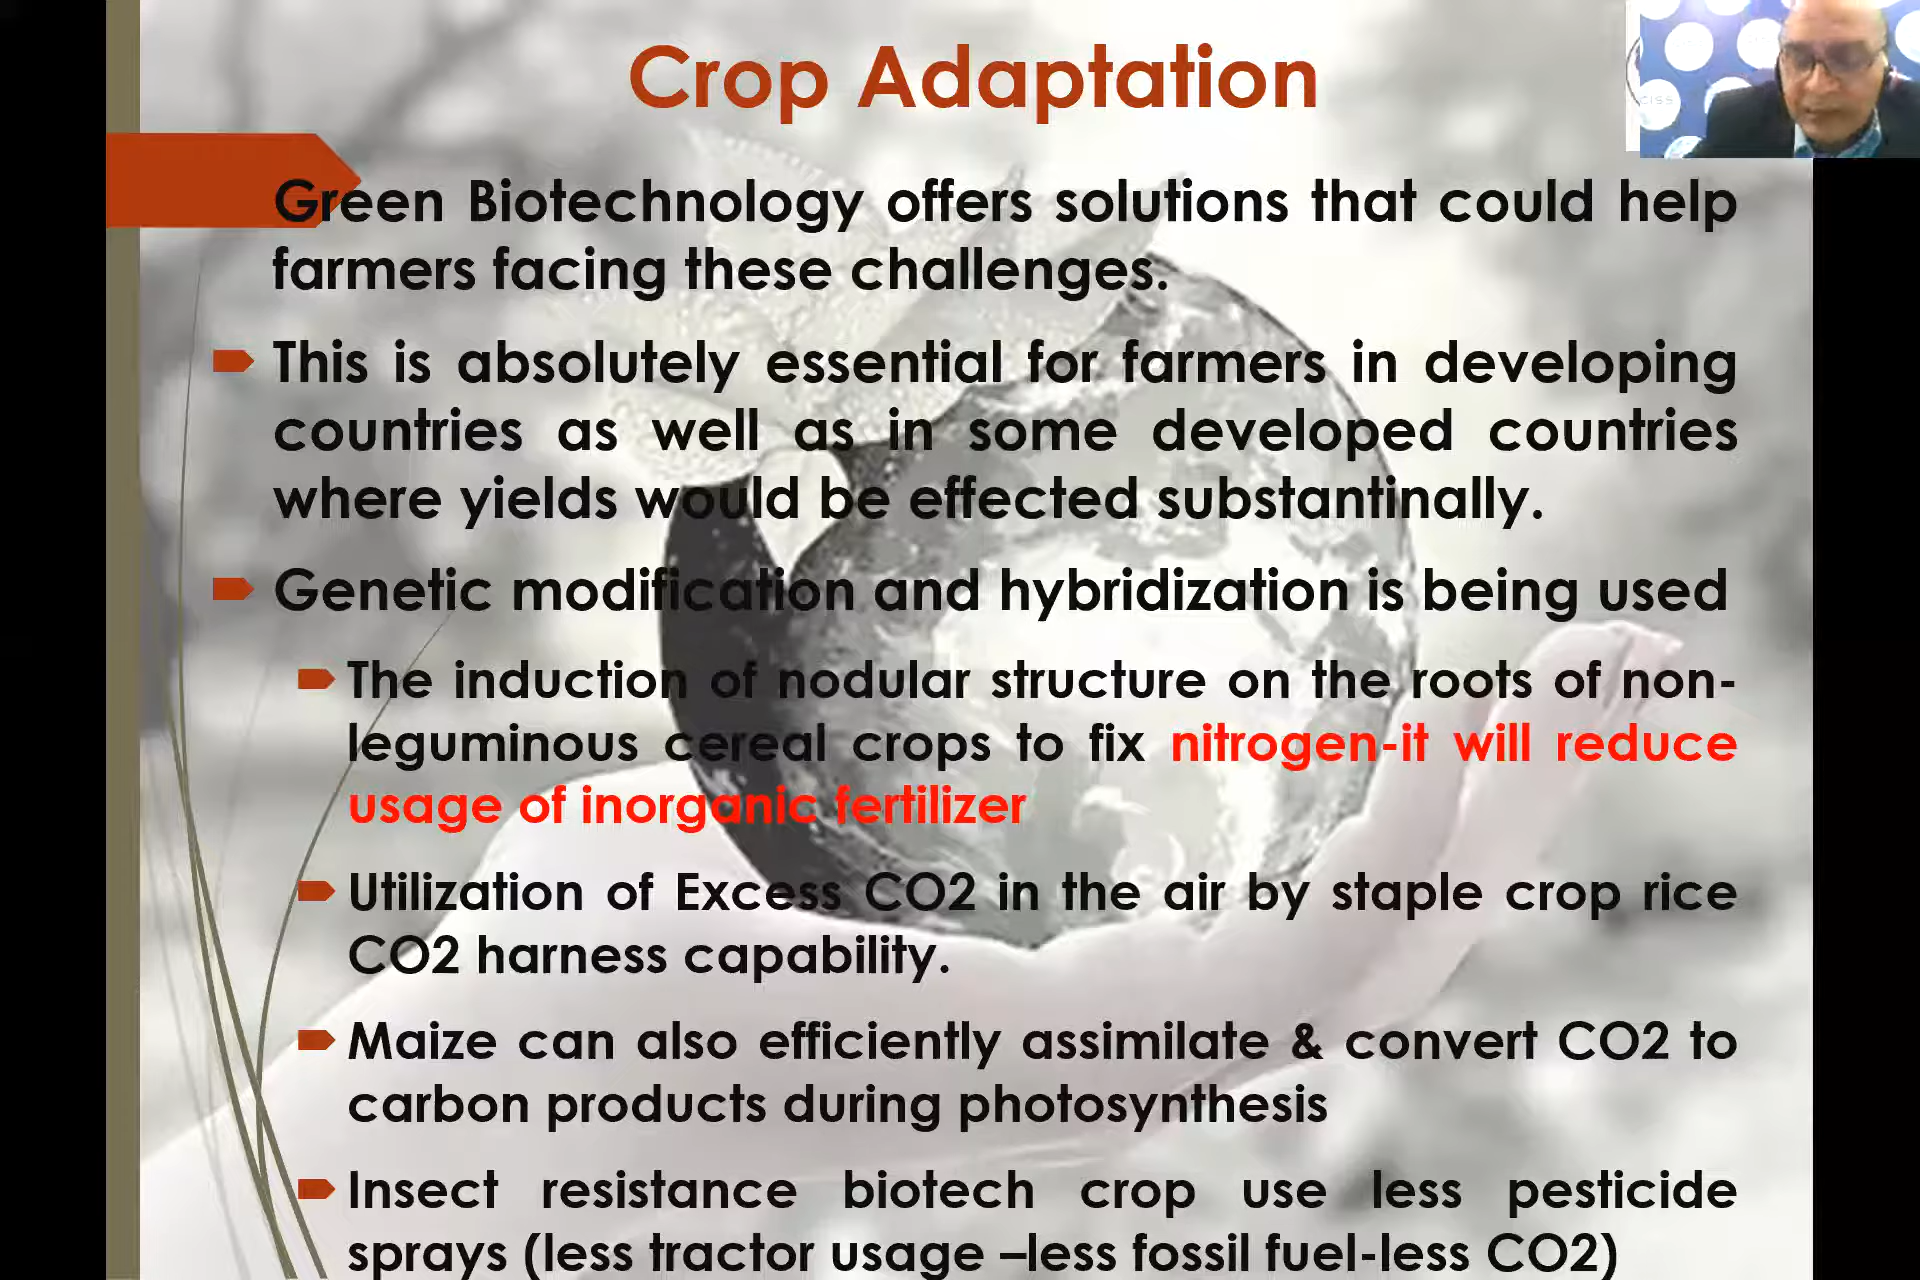 Crop Adaptation
CISS
Green Biotechnology offers solutions that could help
farmers facing these challenges.
This is absolutely essential for farmers in developing
countries as well as in some developed countries
where yields would be effected substantinally.
Genetic modification and hybridization is being used
The induction of nodular structure on the roots of non-
leguminous cereal crops to fix nitrogen-it will reduce
usage of inorganic fertilizer
Utilization of Excess CO2 in the air by staple crop rice
CO2 harness capability.
Maize can also efficiently assimilate & convert CO2 to
carbon products during photosynthesis
Insect resistance biotech crop use less pesticide
sprays (less tractor usage –less fossil fuel-less CO2)